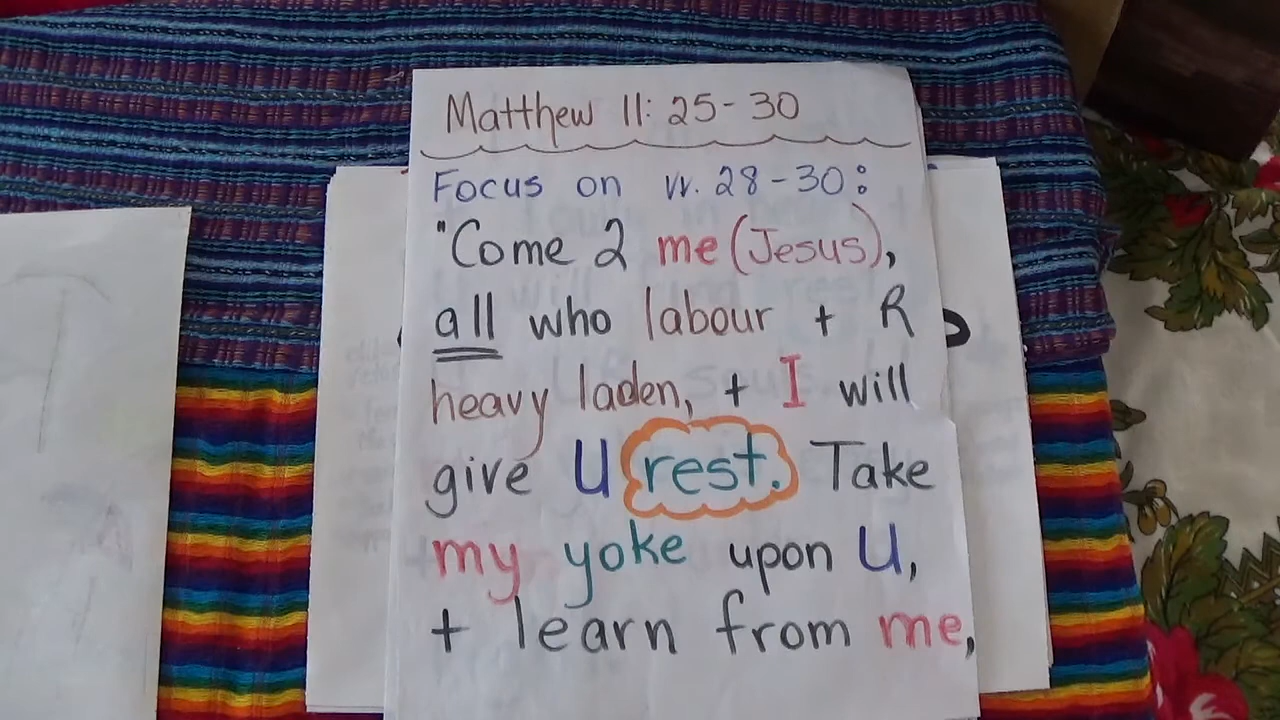 Matthew 11: 25-30
Focus on vv. 28-30:
"Come 2 me (Jesus),
all who labour + R
heavy laden, + I will
give U rest. Take
my yoke upon U,
+ learn from me,